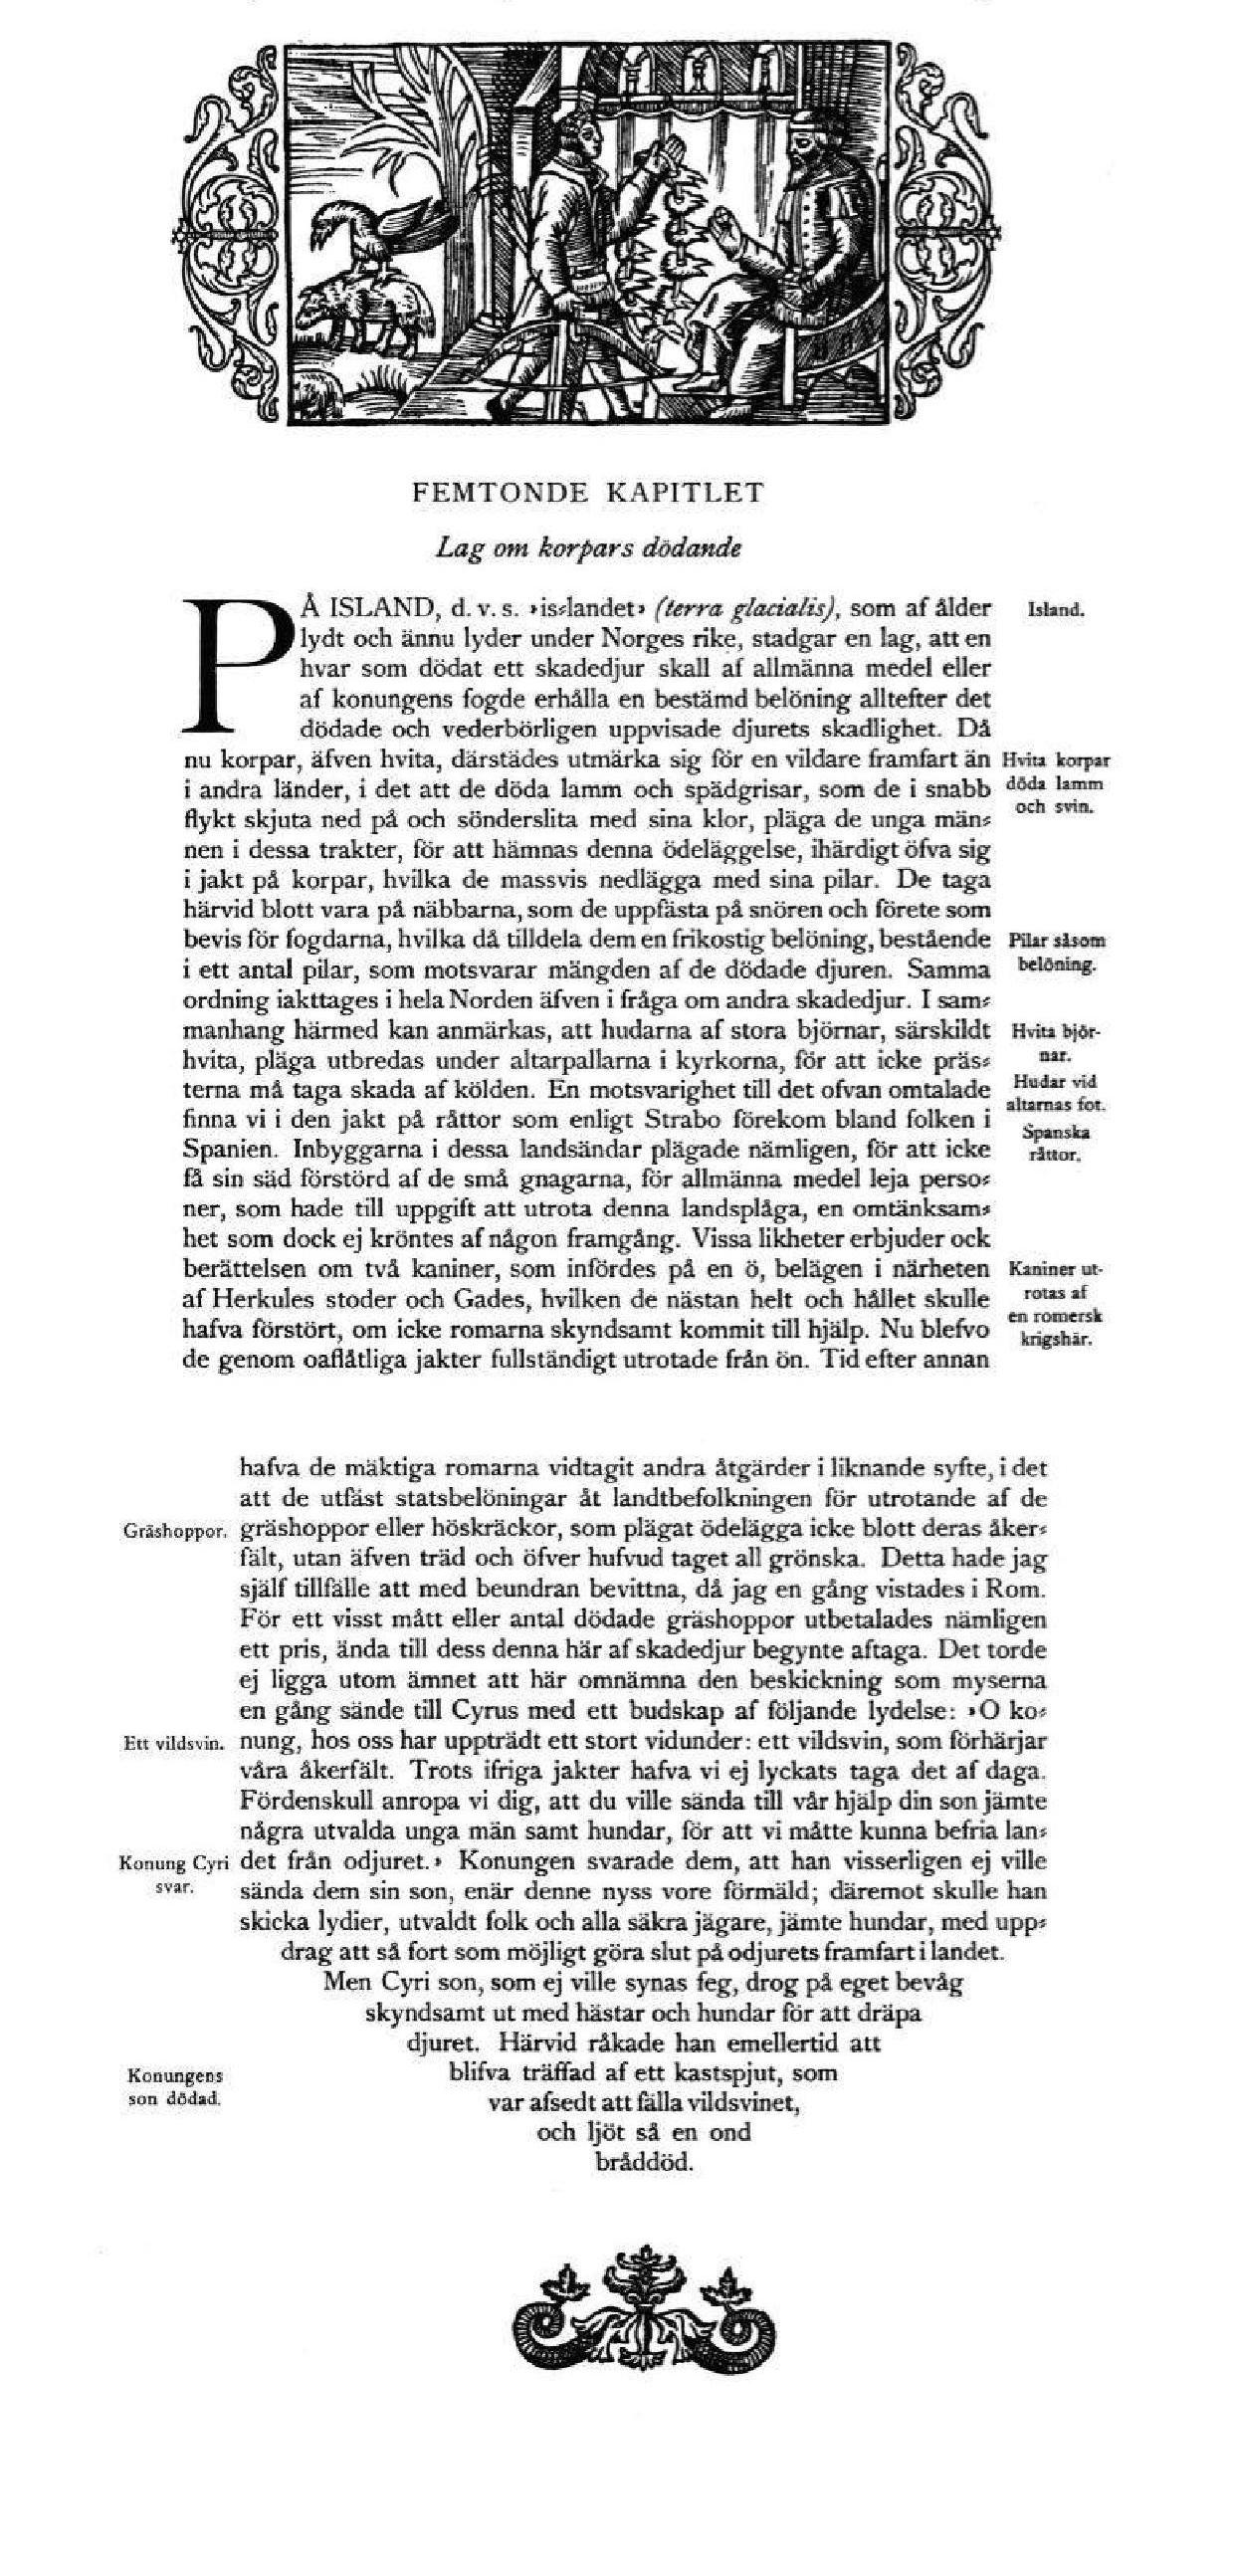 FEMTONDE KAPITLET
Lag om korpars dödande
PÅ ISLAND, d. v. s. »is-landet» (terra glacialis), som af ålder
Island.
lydt och ännu lyder under Norges rike, stadgar en lag, att en
hvar som dödat ett skadedjur skall af allmänna medel eller
af konungens fogde erhålla en bestämd belöning alltefter det
dödade och vederbörligen uppvisade djurets skadlighet. Då
nu korpar, äfven hvita, därstädes utmärka sig för en vildare framfart än
Hvita korpar
i andra länder, i det att de döda lamm och spädgrisar, som de i snabb
döda lamm
flykt skjuta ned på och sönderslita med sina klor, pläga de unga män-
och svin.
nen i dessa trakter, för att hämnas denna ödeläggelse, ihärdigt öfva sig
i jakt på korpar, hvilka de massvis nedlägga med sina pilar. De taga
härvid blott vara på näbbarna, som de uppfästa på snören och förete som
bevis för fogdarna, hvilka då tilldela dem en frikostig belöning, bestående
Pilar såsom
i ett antal pilar, som motsvarar mängden af de dödade djuren. Samma
belöning.
ordning iakttages i hela Norden äfven i fråga om andra skadedjur. I sam-
manhang härmed kan anmärkas, att hudarna af stora björnar, särskildt
Hvita björ-
hvita, pläga utbredas under altarpallarna i kyrkorna, för att icke präs-
nar.
terna må taga skada af kölden. En motsvarighet till det ofvan omtalade
Hudar vid
altarnas fot.
finna vi i den jakt på råttor som enligt Strabo förekom bland folken i
Spanska
Spanien. Inbyggarna i dessa landsändar plägade nämligen, för att icke
råttor.
få sin säd förstörd af de små gnagarna, för allmänna medel leja perso-
ner, som hade till uppgift att utrota denna landsplåga, en omtänksam-
het som dock ej kröntes af någon framgång. Vissa likheter erbjuder ock
berättelsen om två kaniner, som infördes på en ö, belägen i närheten
Kaniner ut-
af Herkules stoder och Gades, hvilken de nästan helt och hållet skulle
rotas af
hafva förstört, om icke romarna skyndsamt kommit till hjälp. Nu blefvo
en romersk
krigshär.
de genom oaflåtliga jakter fullständigt utrotade från ön. Tid efter annan
hafva de mäktiga romarna vidtagit andra åtgärder i liknande syfte, i det
att de utfäst statsbelöningar åt landtbefolkningen för utrotande af de
Gräshoppor.
gräshoppor eller höskräckor, som plägat ödelägga icke blott deras åker-
fält, utan äfven träd och öfver hufvud taget all grönska. Detta hade jag
själf tillfälle att med beundran bevittna, då jag en gång vistades i Rom.
För ett visst mått eller antal dödade gräshoppor utbetalades nämligen
ett pris, ända till dess denna här af skadedjur begynte aftaga. Det torde
ej ligga utom ämnet att här omnämna den beskickning som myserna
en gång sände till Cyrus med ett budskap af följande lydelse: »O ko-
Ett vildsvin.
nung, hos oss har uppträdt ett stort vidunder: ett vildsvin, som förhärjar
våra åkerfält. Trots ifriga jakter hafva vi ej lyckats taga det af daga.
Fördenskull anropa vi dig, att du ville sända till vår hjälp din son jämte
några utvalda unga män samt hundar, för att vi måtte kunna befria lan-
Konung Cyri
det från odjuret.» Konungen svarade dem, att han visserligen ej ville
svar.
sända dem sin son, enär denne nyss vore förmäld; däremot skulle han
skicka lydier, utvaldt folk och alla säkra jägare, jämte hundar, med upp-
drag att så fort som möjligt göra slut på odjurets framfart i landet.
Men Cyri son, som ej ville synas feg, drog på eget bevåg
skyndsamt ut med hästar och hundar för att dräpa
djuret. Härvid råkade han emellertid att
Konungens
blifva träffad af ett kastspjut, som
son dödad.
var afsedt att fälla vildsvinet,
och ljöt så en ond
bråddöd.